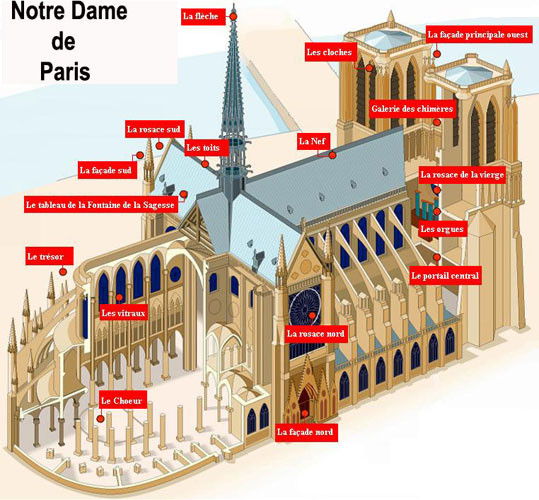 Notre Dame
de
Paris
La flèche
La façade principale ouest
Les cloches
Galerie des chimères
La rosace sud
Les toits
La Nef
La façade sud
La rosace de la vierge
Le tableau de la Fontaine de la Sagesse
Les orgues
Le trésor
Le portail central
Les vitraux
La rosace nord
Le Choeur
La façade nord